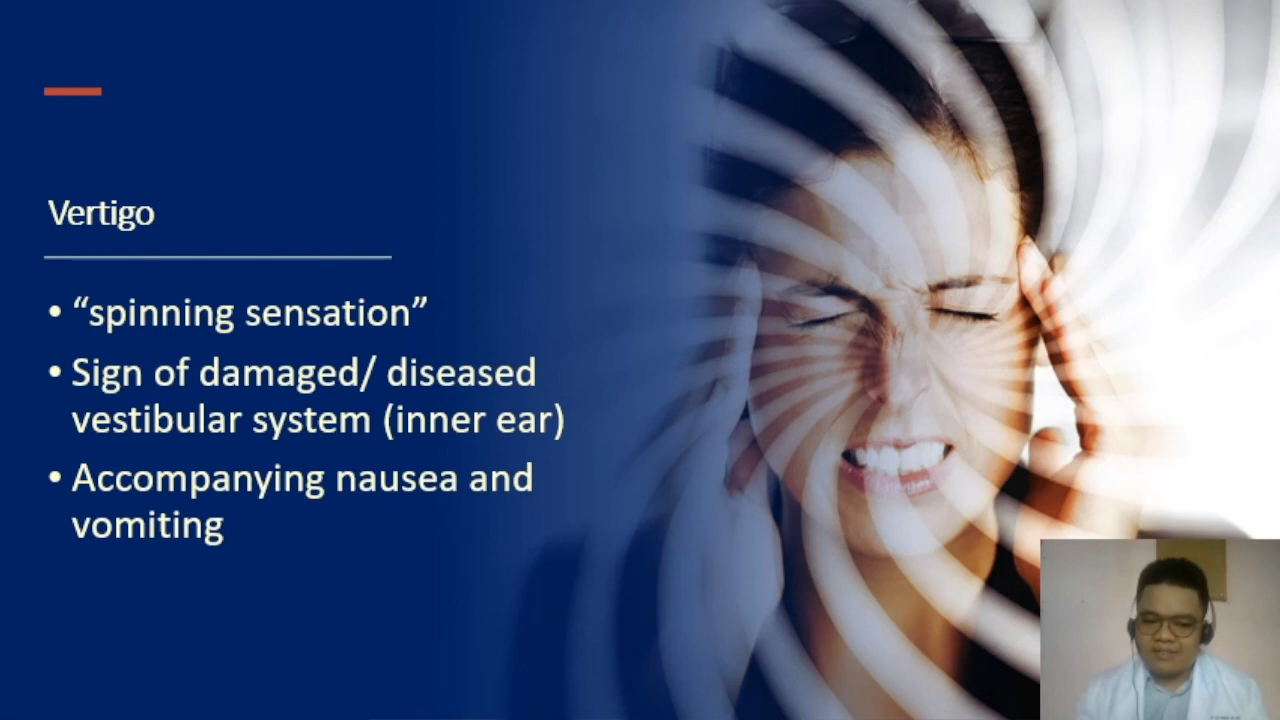 Vertigo
• “spinning sensation”
• Sign of damaged/ diseased
vestibular system (inner ear)
• Accompanying nausea and
vomiting